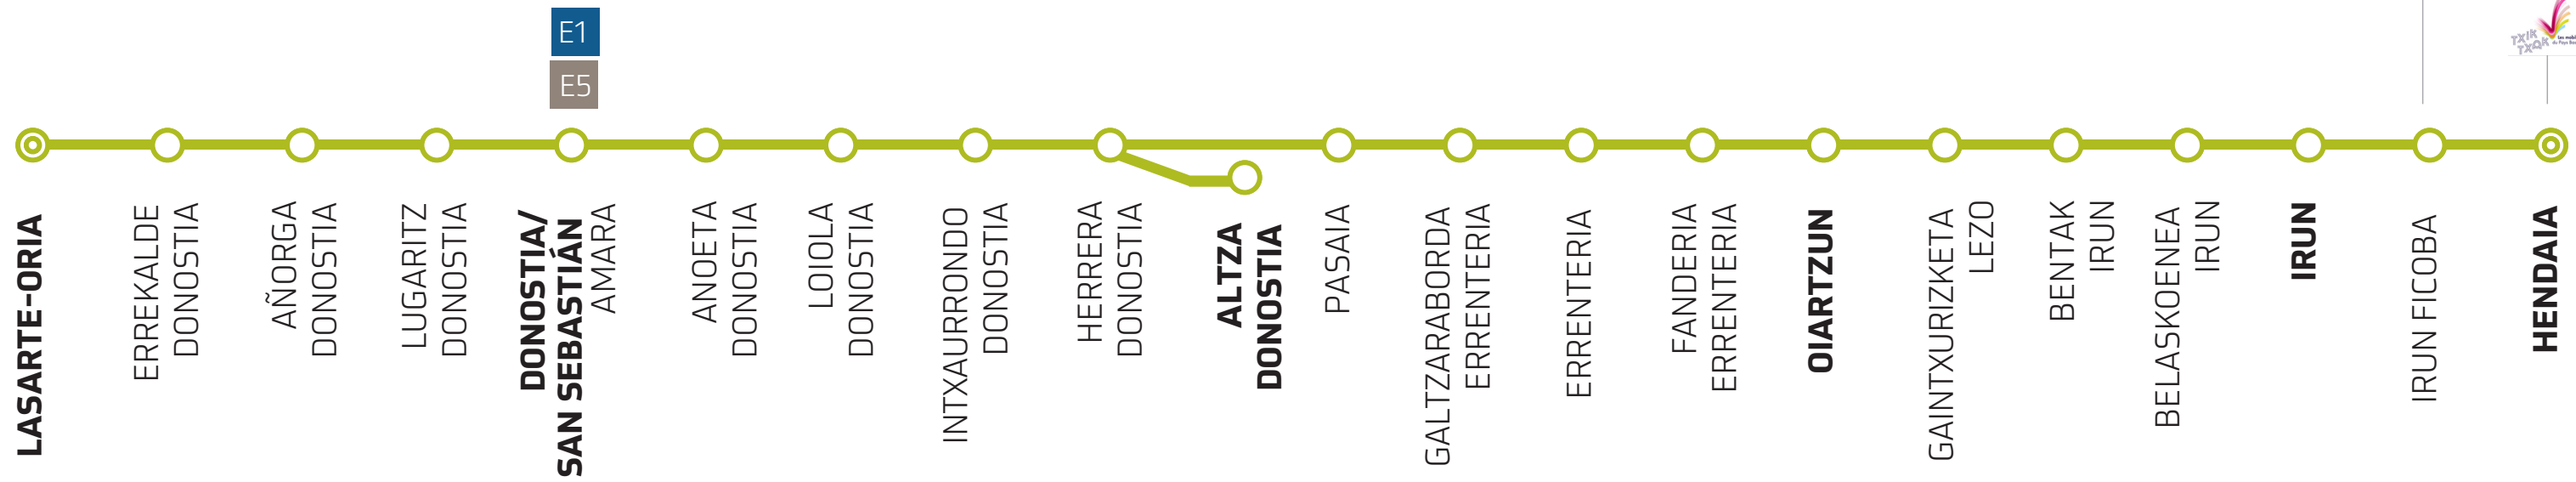 E1
E5
TXIK
TXAK
LASARTE-ORIA
ERREKALDE
DONOSTIA
AÑORGA
DONOSTIA
LUGARITZ
DONOSTIA
DONOSTIA/
SAN SEBASTIÁN
AMARA
ANOETA
DONOSTIA
LOIOLA
DONOSTIA
INTXAURRONDO
DONOSTIA
HERRERA
DONOSTIA
ALTZA
DONOSTIA
PASAIA
GALTZARABORDA
ERRENTERIA
ERRENTERIA
FANDERIA
ERRENTERIA
OIARTZUN
GAINTXURIZKETA
LEZO
BENTAK
IRUN
BELASKOENEA
IRUN
IRUN
IRUN FICOBA
HENDAIA